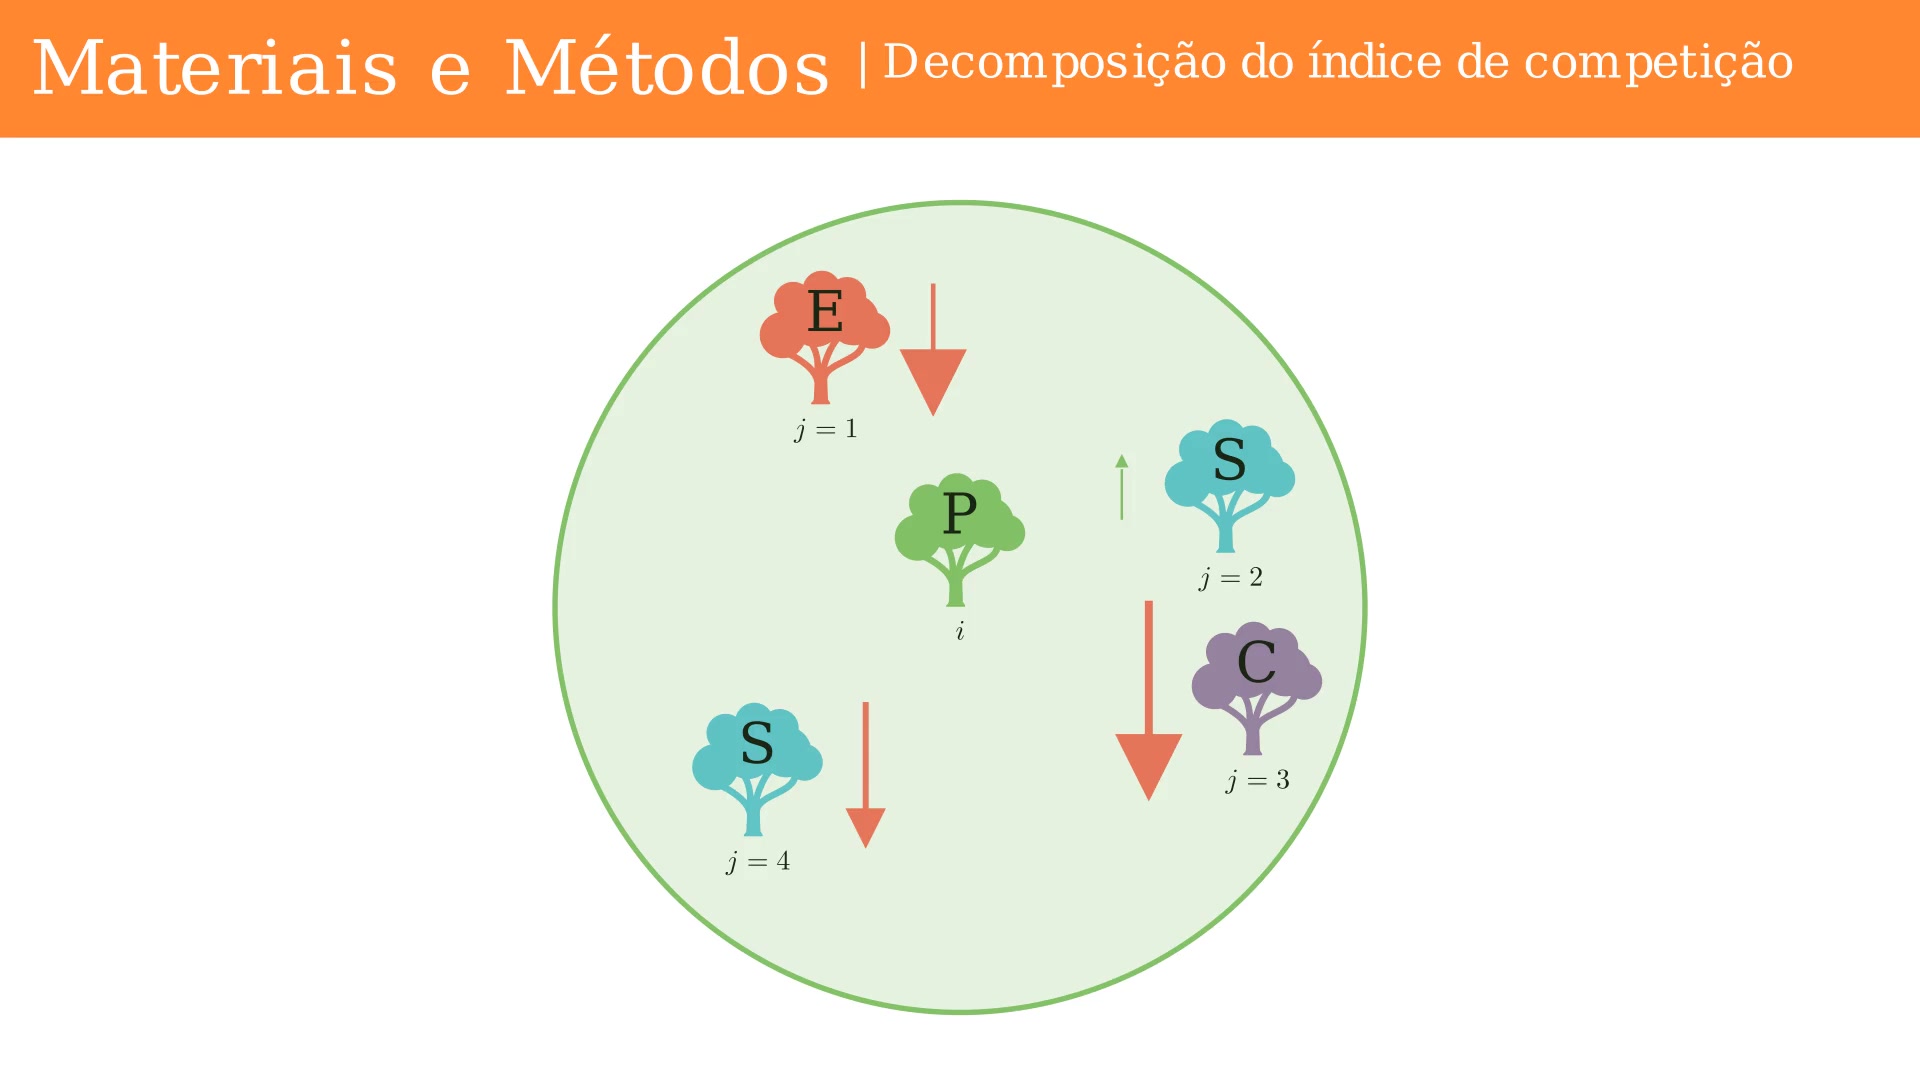 Materiais e Métodos | Decomposição do índice de competição
E
j = 1
S
j = 2
P
i
C
j = 3
S
j = 4